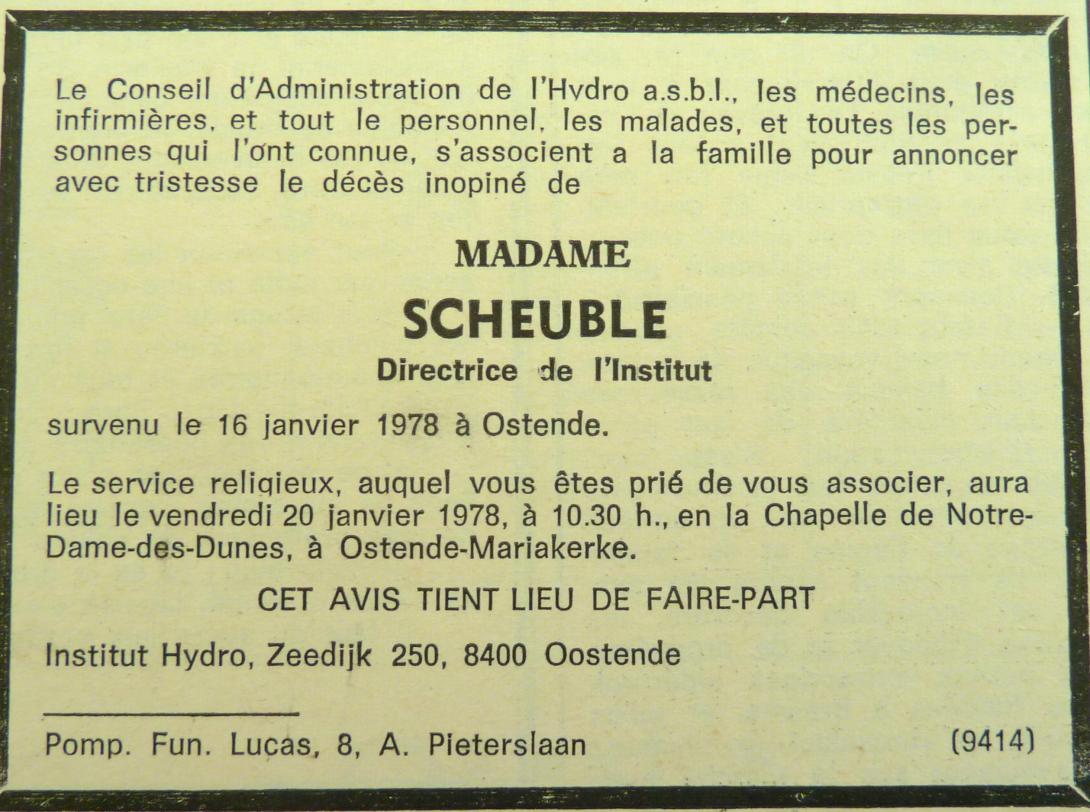 Le Conseil d'Administration de l'Hvdro a.s.b.l., les médecins, les
infirmières, et tout le personnel, les malades, et toutes les per-
sonnes qui l'ont connue, s'associent a la famille pour annoncer
avec tristesse le décès inopiné de
MADAME
SCHEUBLE
Directrice de l'Institut
survenu le 16 janvier 1978 à Ostende.
Le service religieux, auquel vous êtes prié de vous associer, aura
lieu le vendredi 20 janvier 1978, à 10.30 h., en la Chapelle de Notre-
Dame-des-Dunes, à Ostende-Mariakerke.
CET AVIS TIENT LIEU DE FAIRE-PART
Institut Hydro, Zeedijk 250, 8400 Oostende
Pomp. Fun. Lucas, 8, A. Pieterslaan (9414)